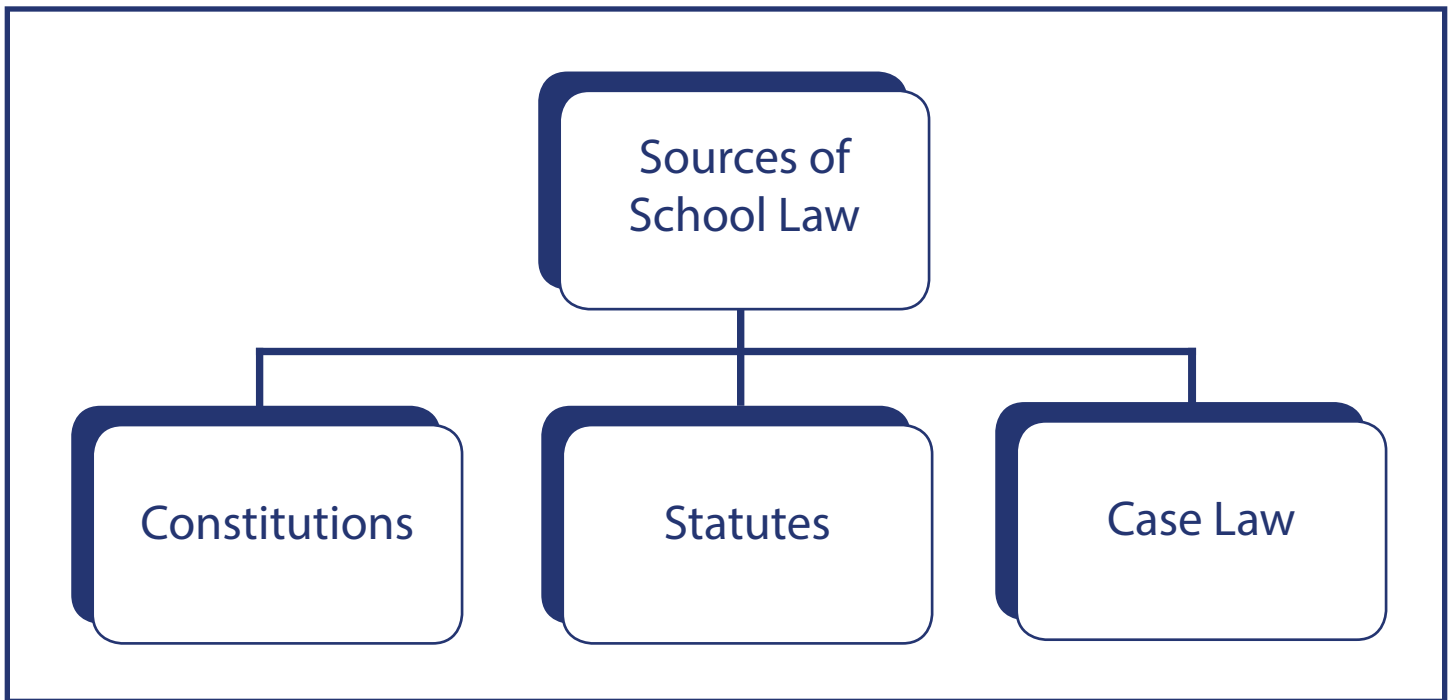 Sources of
School Law
Constitutions
Statutes
Case Law